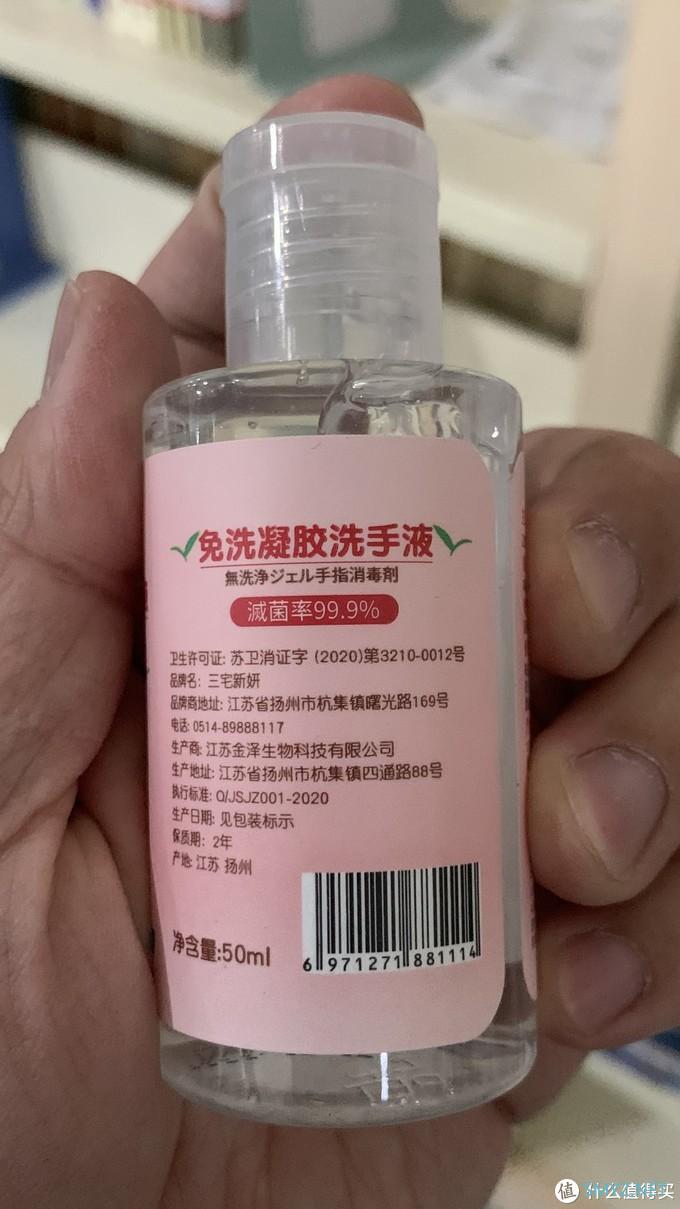 免洗凝胶洗手液
無洗浄ジェル手指消毒剤
滅菌率99.9%
卫生许可证: 苏卫消证字 (2020)第3210-0012号
品牌名: 三宅新妍
品牌商地址: 江苏省扬州市杭集镇曙光路169号
电话: 0514-89888117
生产商: 江苏金泽生物科技有限公司
生产地址: 江苏省扬州市杭集镇四通路88号
执行标准: Q/JSJZ001-2020
生产日期: 见包装标示
保质期: 2年
产地: 江苏 扬州
净含量:50ml
6 971271 881114
值 什么值得买